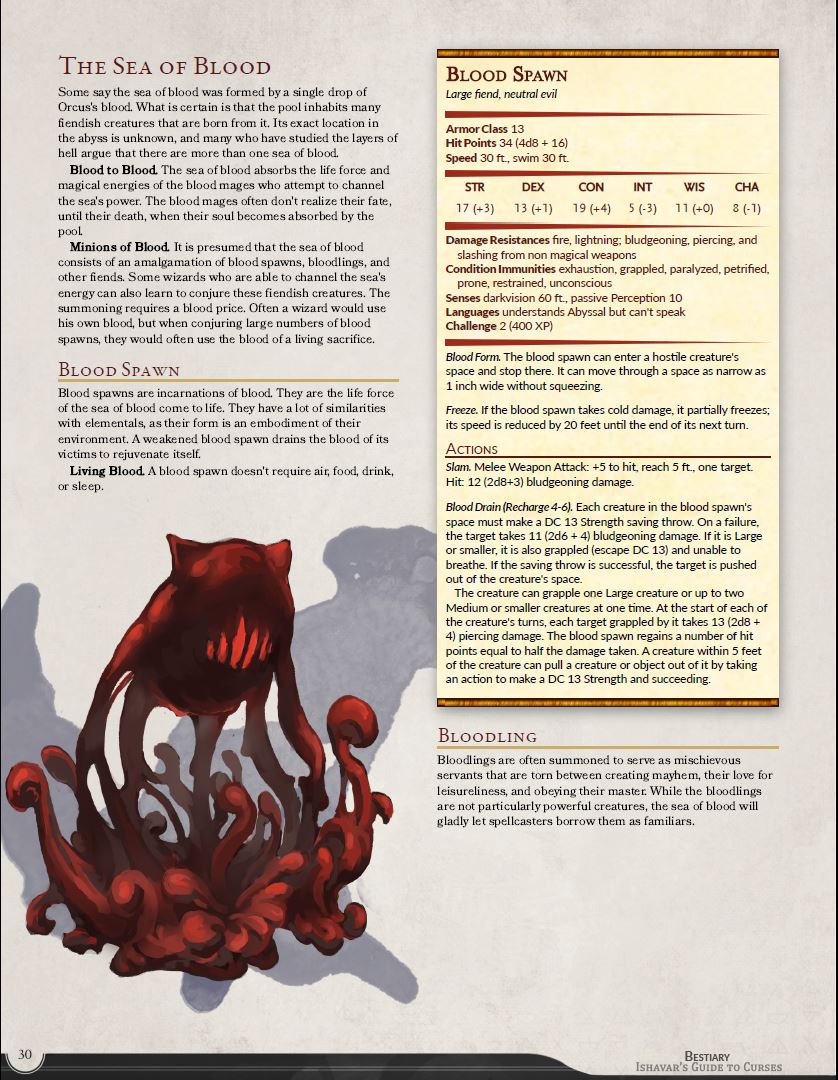 The Sea of Blood
Some say the sea of blood was formed by a single drop of
Orcus's blood. What is certain is that the pool inhabits many
fiendish creatures that are born from it. Its exact location in
the abyss is unknown, and many who have studied the layers of
hell argue that there are more than one sea of blood.
Blood to Blood. The sea of blood absorbs the life force and
magical energies of the blood mages who attempt to channel
the sea's power. The blood mages often don't realize their fate,
until their death, when their soul becomes absorbed by the
pool.
Minions of Blood. It is presumed that the sea of blood
consists of an amalgamation of blood spawns, bloodlings, and
other fiends. Some wizards who are able to channel the sea's
energy can also learn to conjure these fiendish creatures. The
summoning requires a blood price. Often a wizard would use
his own blood, but when conjuring large numbers of blood
spawns, they would often use the blood of a living sacrifice.
Blood Spawn
Blood spawns are incarnations of blood. They are the life force
of the sea of blood come to life. They have a lot of similarities
with elementals, as their form is an embodiment of their
environment. A weakened blood spawn drains the blood of its
victims to rejuvenate itself.
Living Blood. A blood spawn doesn't require air, food, drink,
or sleep.
Blood Spawn
Large fiend, neutral evil
Armor Class 13
Hit Points 34 (4d8 + 16)
Speed 30 ft., swim 30 ft.
STR DEX CON INT WIS CHA
17 (+3) 13 (+1) 19 (+4) 5 (-3) 11 (+0) 8 (-1)
Damage Resistances fire, lightning; bludgeoning, piercing, and
slashing from non magical weapons
Condition Immunities exhaustion, grappled, paralyzed, petrified,
prone, restrained, unconscious
Senses darkvision 60 ft., passive Perception 10
Languages understands Abyssal but can't speak
Challenge 2 (400 XP)
Blood Form. The blood spawn can enter a hostile creature's
space and stop there. It can move through a space as narrow as
1 inch wide without squeezing.
Freeze. If the blood spawn takes cold damage, it partially freezes;
its speed is reduced by 20 feet until the end of its next turn.
Actions
Slam. Melee Weapon Attack: +5 to hit, reach 5 ft., one target.
Hit: 12 (2d8+3) bludgeoning damage.
Blood Drain (Recharge 4-6). Each creature in the blood spawn's
space must make a DC 13 Strength saving throw. On a failure,
the target takes 11 (2d6 + 4) bludgeoning damage. If it is Large
or smaller, it is also grappled (escape DC 13) and unable to
breathe. If the saving throw is successful, the target is pushed
out of the creature's space.
The creature can grapple one Large creature or up to two
Medium or smaller creatures at one time. At the start of each of
the creature's turns, each target grappled by it takes 13 (2d8 +
4) piercing damage. The blood spawn regains a number of hit
points equal to half the damage taken. A creature within 5 feet
of the creature can pull a creature or object out of it by taking
an action to make a DC 13 Strength and succeeding.
Bloodling
Bloodlings are often summoned to serve as mischievous
servants that are torn between creating mayhem, their love for
leisureliness, and obeying their master. While the bloodlings
are not particularly powerful creatures, the sea of blood will
gladly let spellcasters borrow them as familiars.
30
Bestiary
Ishavar's Guide to Curses